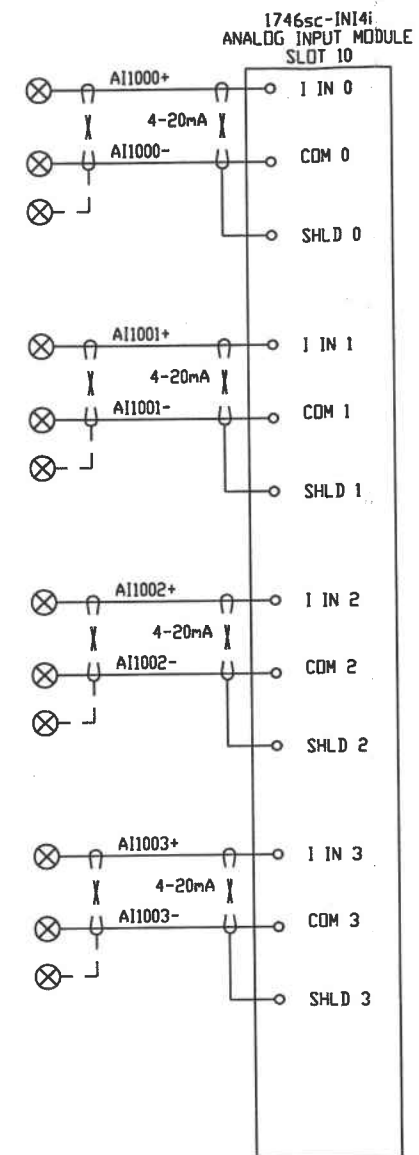 1746sc-INI4i
ANALOG INPUT MODULE
SLOT 10
AI1000+
I IN 0
4-20mA
AI1000-
COM 0
SHLD 0
AI1001+
I IN 1
4-20mA
AI1001-
COM 1
SHLD 1
AI1002+
I IN 2
4-20mA
AI1002-
COM 2
SHLD 2
AI1003+
I IN 3
4-20mA
AI1003-
COM 3
SHLD 3